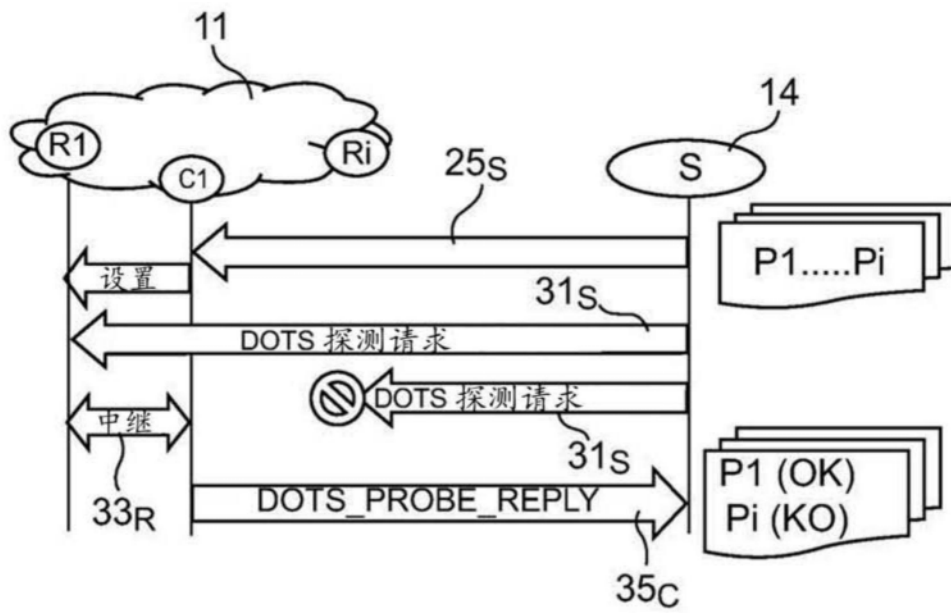 11
14
R1
C1
Ri
S
25S
P1.....Pi
设置
31S
DOTS 探测请求
DOTS 探测请求
31S
中继
33R
DOTS_PROBE_REPLY
35C
P1 (OK)
Pi (KO)